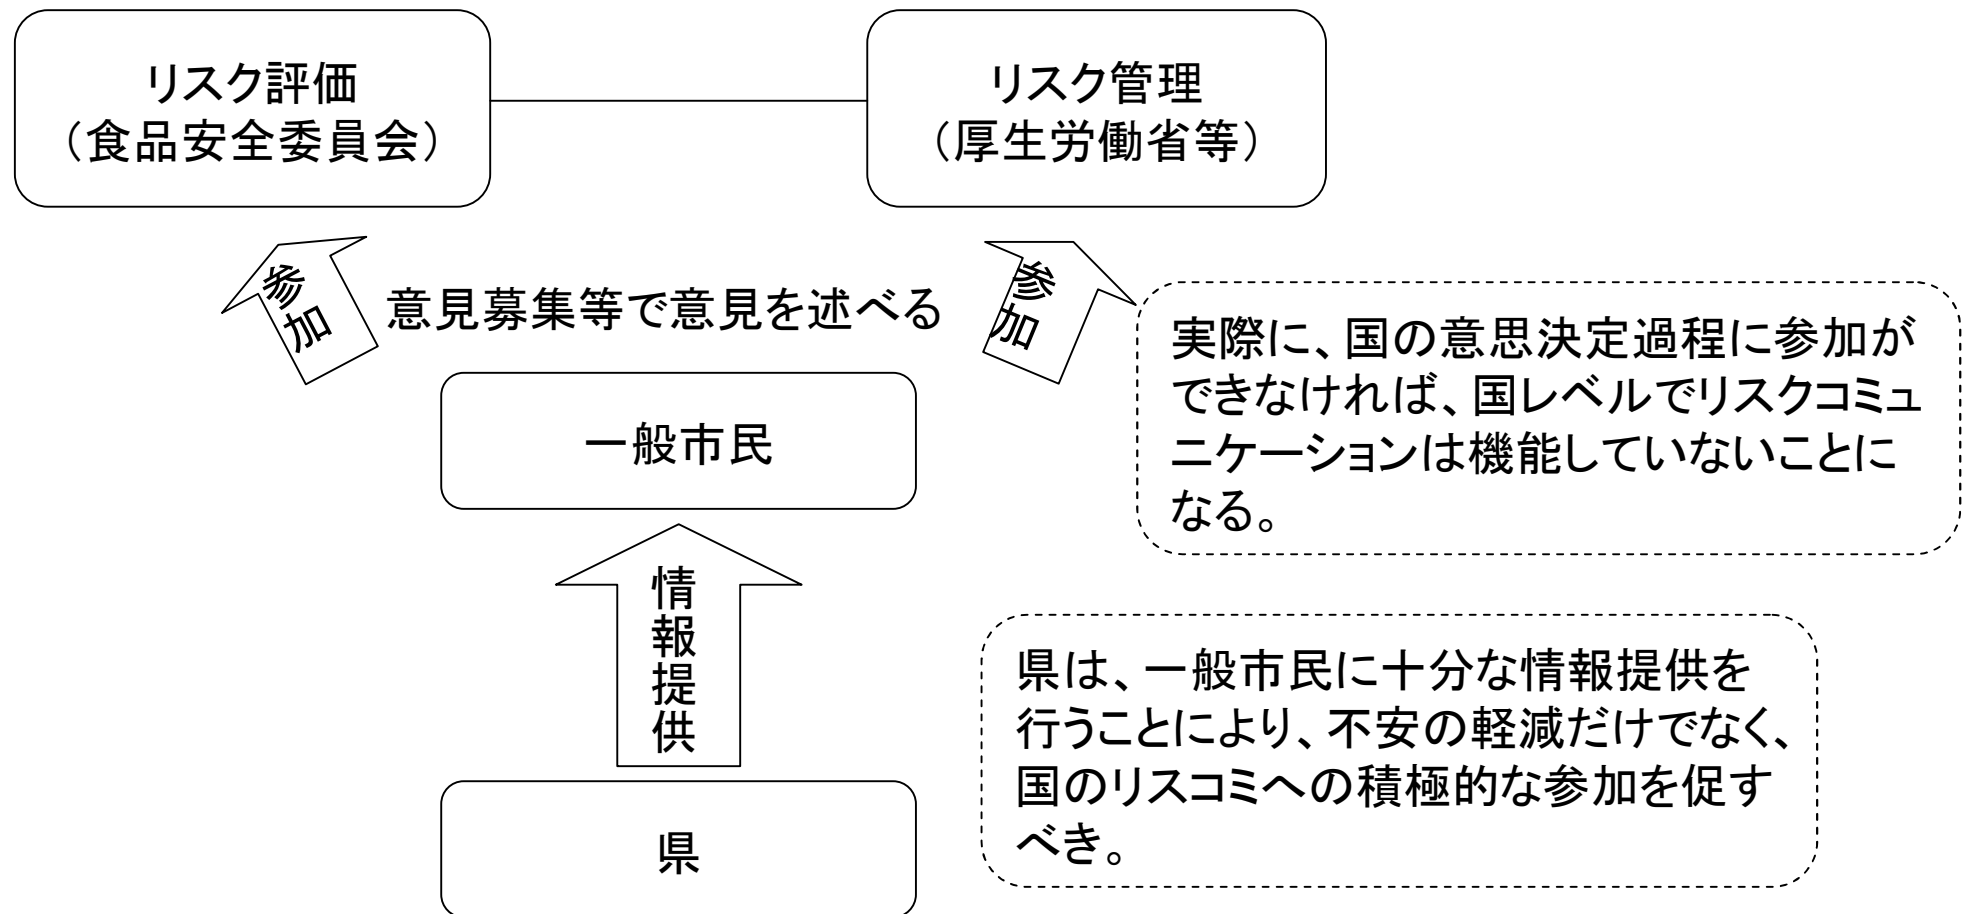 リスク評価
（食品安全委員会）
リスク管理
（厚生労働省等）
参加
意見募集等で意見を述べる
参加
実際に、国の意思決定過程に参加が
できなければ、国レベルでリスクコミュ
ニケーションは機能していないことに
なる。
一般市民
情報提供
県は、一般市民に十分な情報提供を
行うことにより、不安の軽減だけでなく、
国のリスコミへの積極的な参加を促す
べき。
県